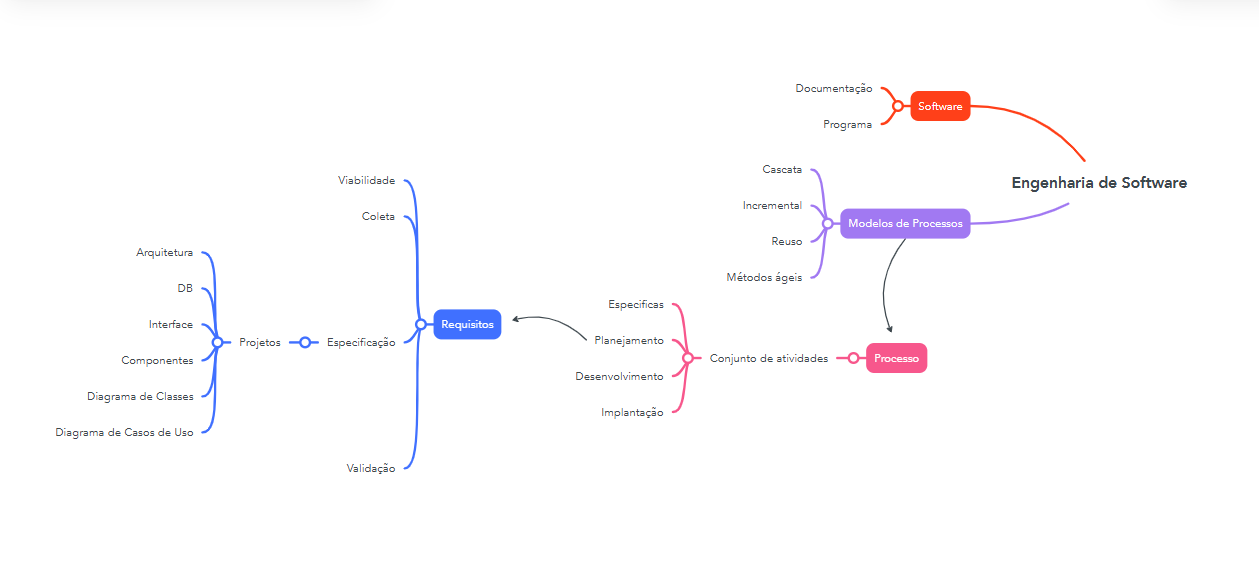 Engenharia de Software
Software
Documentação
Programa
Modelos de Processos
Cascata
Incremental
Reuso
Métodos ágeis
Processo
Conjunto de atividades
Especificas
Planejamento
Desenvolvimento
Implantação
Requisitos
Viabilidade
Coleta
Especificação
Projetos
Arquitetura
DB
Interface
Componentes
Diagrama de Classes
Diagrama de Casos de Uso
Validação